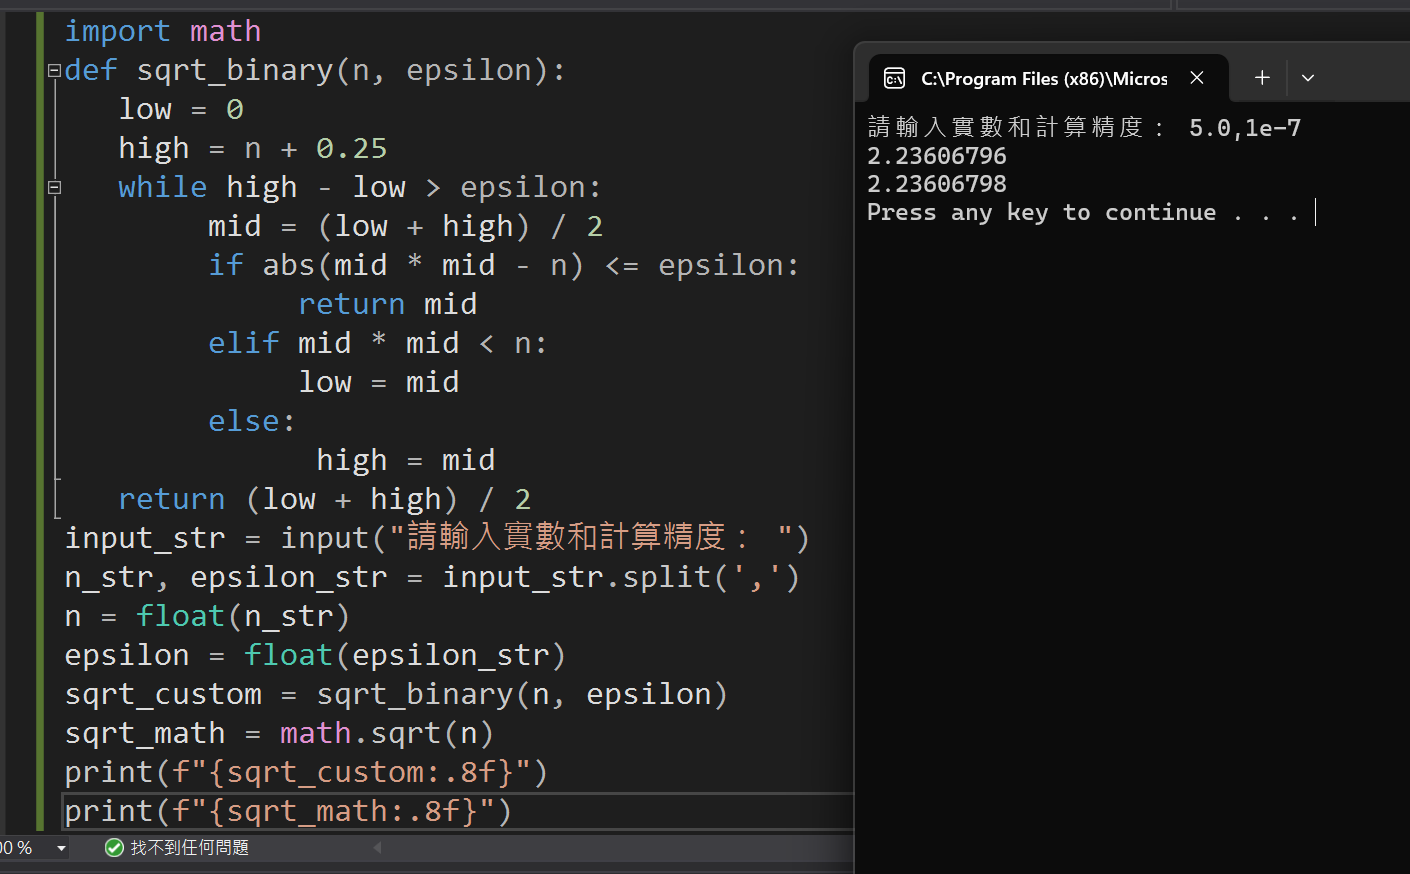 import math
def sqrt_binary(n, epsilon):
    low = 0
    high = n + 0.25
    while high - low > epsilon:
        mid = (low + high) / 2
        if abs(mid * mid - n) <= epsilon:
            return mid
        elif mid * mid < n:
            low = mid
        else:
            high = mid
    return (low + high) / 2
input_str = input("請輸入實數和計算精度： ")
n_str, epsilon_str = input_str.split(',')
n = float(n_str)
epsilon = float(epsilon_str)
sqrt_custom = sqrt_binary(n, epsilon)
sqrt_math = math.sqrt(n)
print(f"{sqrt_custom:.8f}")
print(f"{sqrt_math:.8f}")
找不到任何問題
C:\Program Files (x86)\Micros
請輸入實數和計算精度： 5.0,1e-7
2.23606796
2.23606798
Press any key to continue . . .